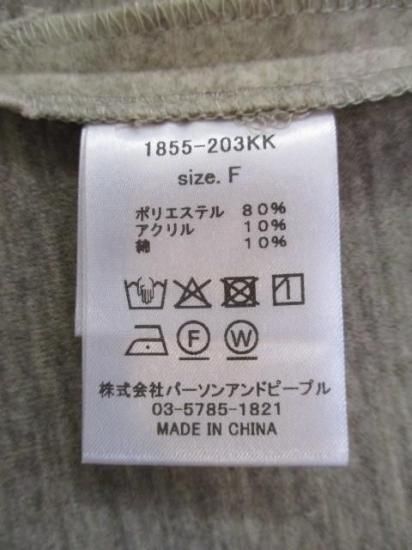 1855-203KK
size. F
ポリエステル 80%
アクリル 10%
綿 10%
F W
株式会社パーソンアンドピープル
03-5785-1821
MADE IN CHINA